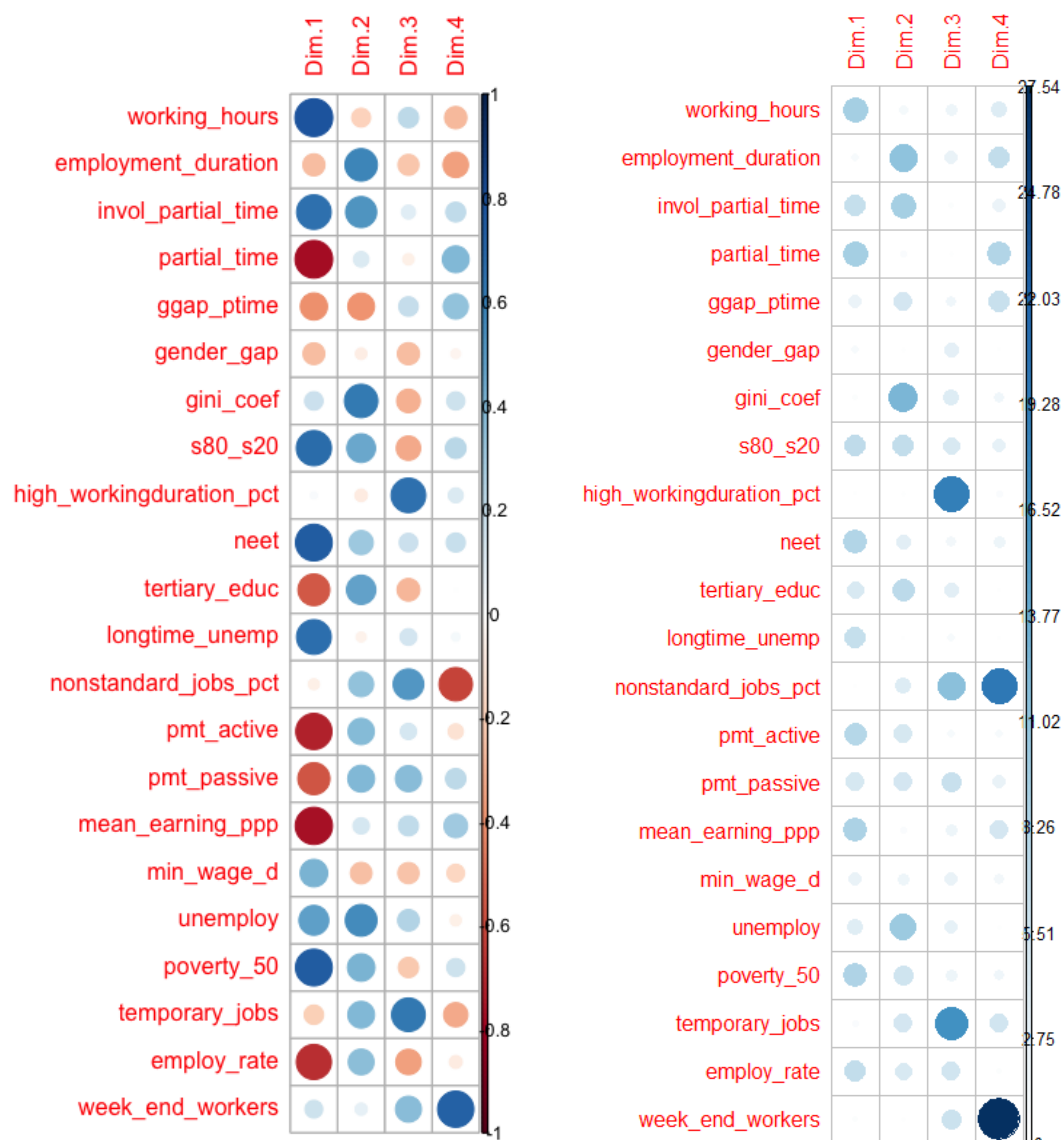 Dim.1 Dim.2 Dim.3 Dim.4
working_hours
employment_duration
invol_partial_time
partial_time
ggap_ptime
gender_gap
gini_coef
s80_s20
high_workingduration_pct
neet
tertiary_educ
longtime_unemp
nonstandard_jobs_pct
pmt_active
pmt_passive
mean_earning_ppp
min_wage_d
unemploy
poverty_50
temporary_jobs
employ_rate
week_end_workers
1
0.8
0.6
0.4
0.2
0
-0.2
-0.4
-0.6
-0.8
-1
Dim.1 Dim.2 Dim.3 Dim.4
working_hours
employment_duration
invol_partial_time
partial_time
ggap_ptime
gender_gap
gini_coef
s80_s20
high_workingduration_pct
neet
tertiary_educ
longtime_unemp
nonstandard_jobs_pct
pmt_active
pmt_passive
mean_earning_ppp
min_wage_d
unemploy
poverty_50
temporary_jobs
employ_rate
week_end_workers
27.54
24.78
22.03
19.28
16.52
13.77
11.02
8.26
5.51
2.75